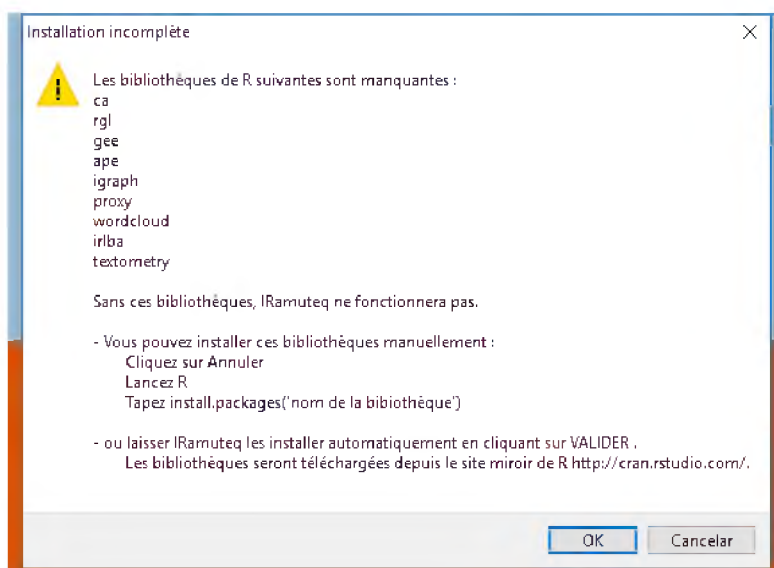 Installation incomplète
Les bibliothèques de R suivantes sont manquantes :
ca
rgl
gee
ape
igraph
proxy
wordcloud
irlba
textometry
Sans ces bibliothèques, IRamuteq ne fonctionnera pas.
- Vous pouvez installer ces bibliothèques manuellement :
Cliquez sur Annuler
Lancez R
Tapez install.packages('nom de la bibiothèque')
- ou laisser IRamuteq les installer automatiquement en cliquant sur VALIDER .
Les bibliothèques seront téléchargées depuis le site miroir de R http://cran.rstudio.com/.
OK Cancelar